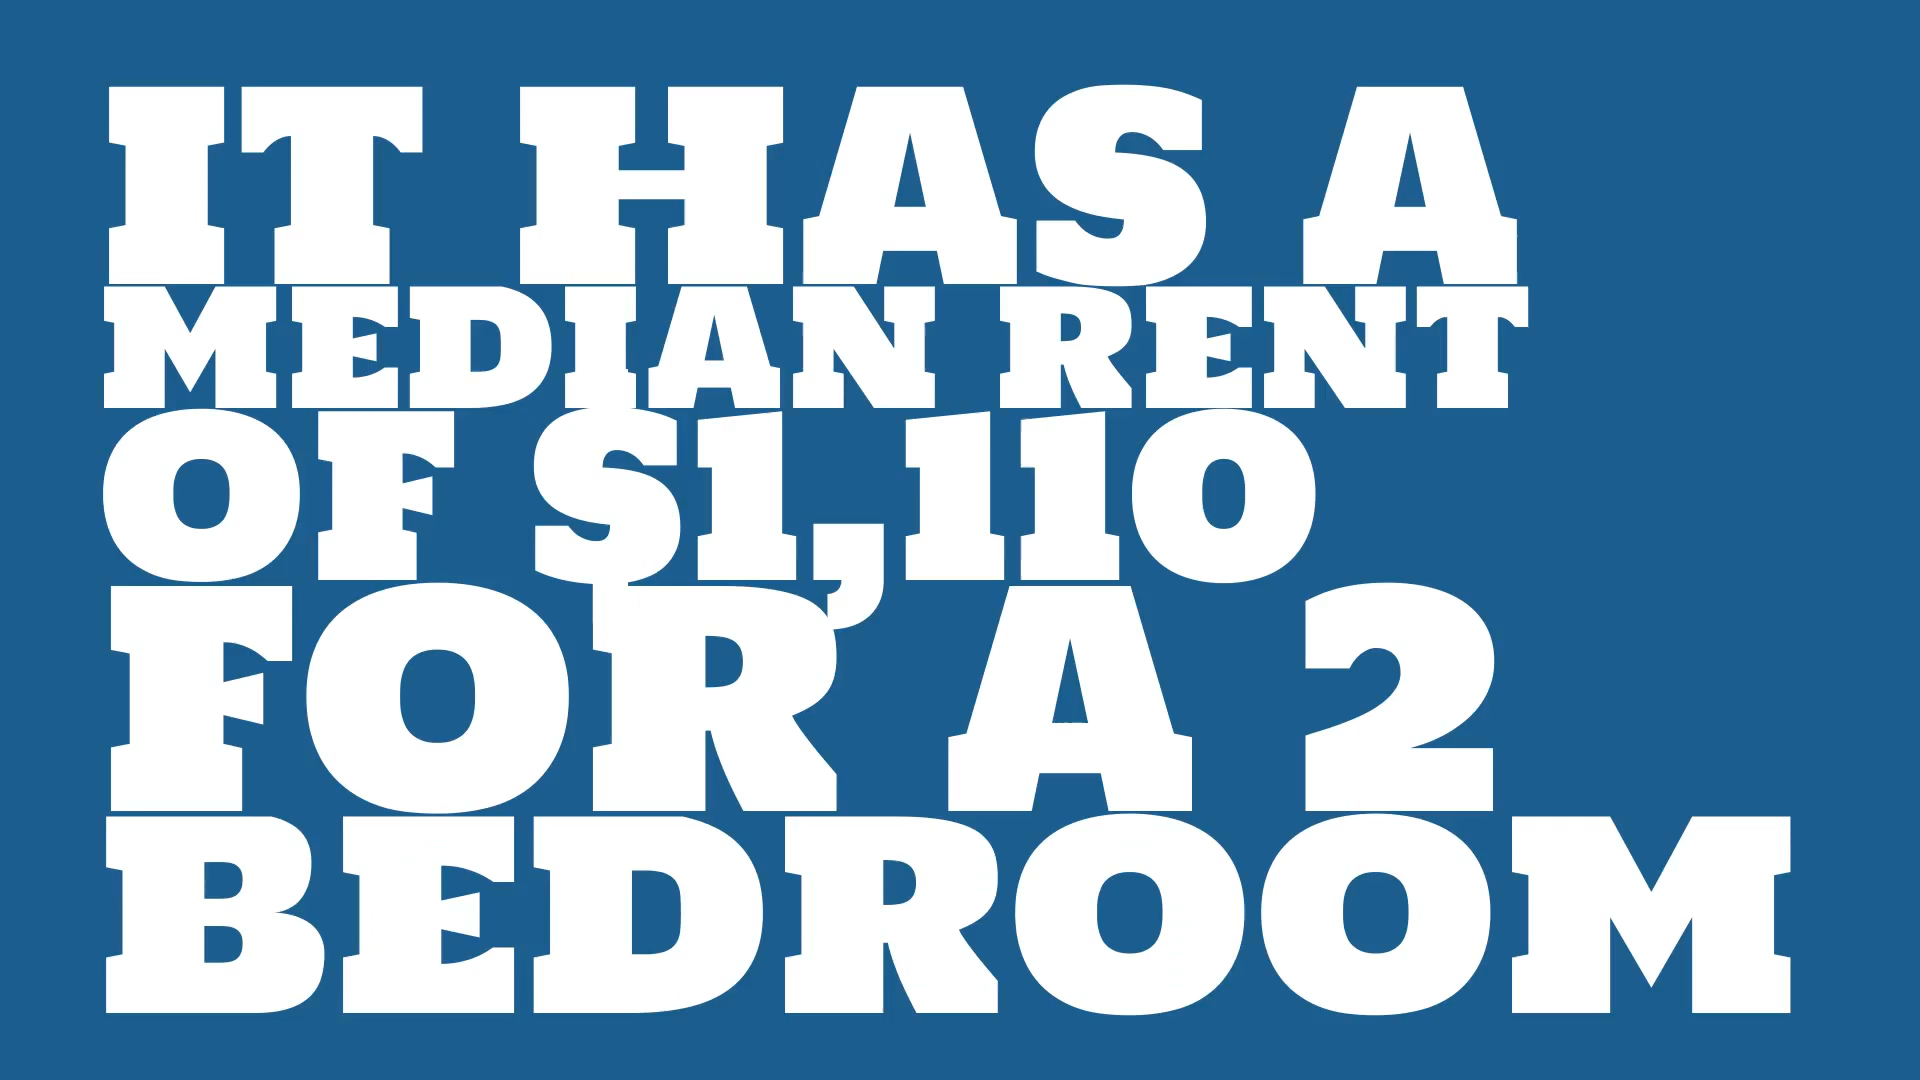 IT HAS A
MEDIAN RENT
OF $1,110
FOR A 2
BEDROOM